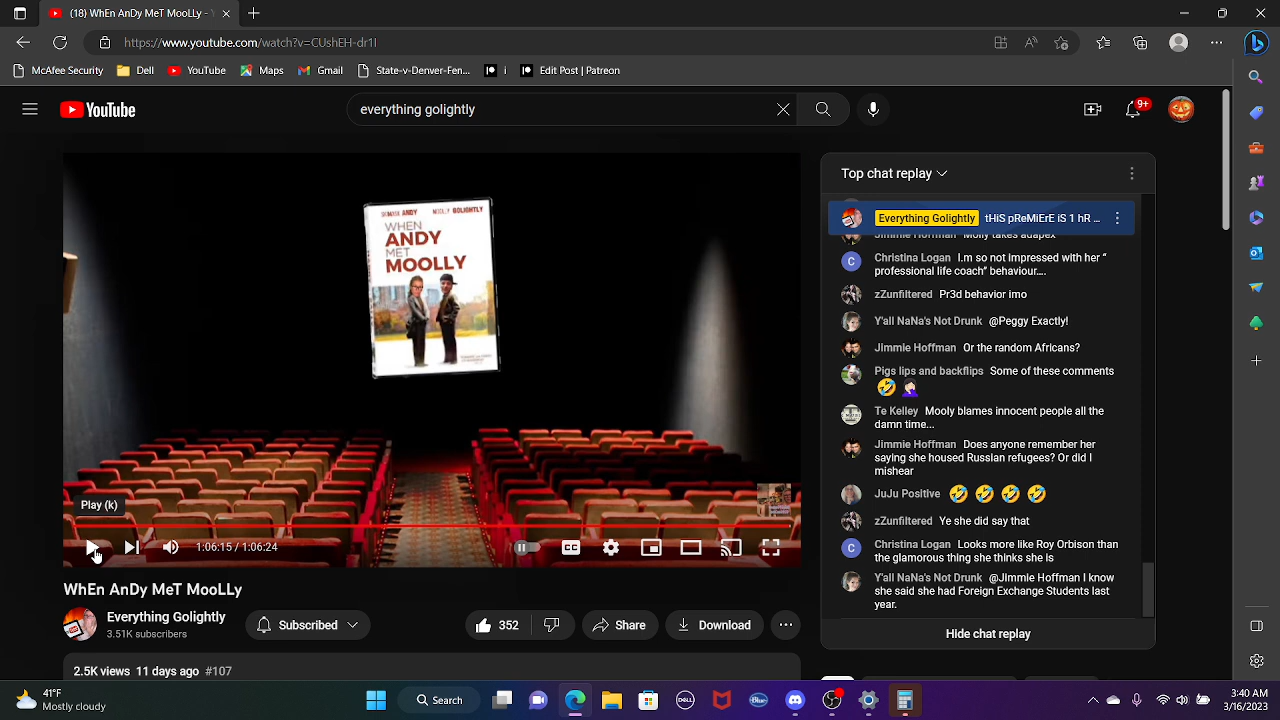 (18) WhEn AnDy MeT MooLLy -
https://www.youtube.com/watch?v=CUshEH-dr1I
McAfee Security
Dell
YouTube
Maps
Gmail
State-v-Denver-Fen...
i
Edit Post | Patreon
YouTube
everything golightly
9+
ANDY
MOOLLY GOLIGHTLY
WHEN
ANDY
MET
MOOLLY
Play (k)
1:06:15 / 1:06:24
WhEn AnDy MeT MooLLy
Everything Golightly
3.51K subscribers
Subscribed
352
Share
Download
2.5K views 11 days ago #107
Top chat replay
Everything Golightly tHiS pReMiErE iS 1 hR ...
Jimmie Hoffman Molly takes adapex
C Christina Logan I,m so not impressed with her "
professional life coach" behaviour....
zZunfiltered Pr3d behavior imo
Y'all NaNa's Not Drunk @Peggy Exactly!
Jimmie Hoffman Or the random Africans?
Pigs lips and backflips Some of these comments
🤣 🤦🏻‍♀️
Te Kelley Mooly blames innocent people all the
damn time...
Jimmie Hoffman Does anyone remember her
saying she housed Russian refugees? Or did I
mishear
JuJu Positive 🤣 🤣 🤣 🤣
zZunfiltered Ye she did say that
C Christina Logan Looks more like Roy Orbison than
the glamorous thing she thinks she is
Y'all NaNa's Not Drunk @Jimmie Hoffman I know
she said she had Foreign Exchange Students last
year.
Hide chat replay
41°F
Mostly cloudy
Search
DELL
3:40 AM
3/16/2023